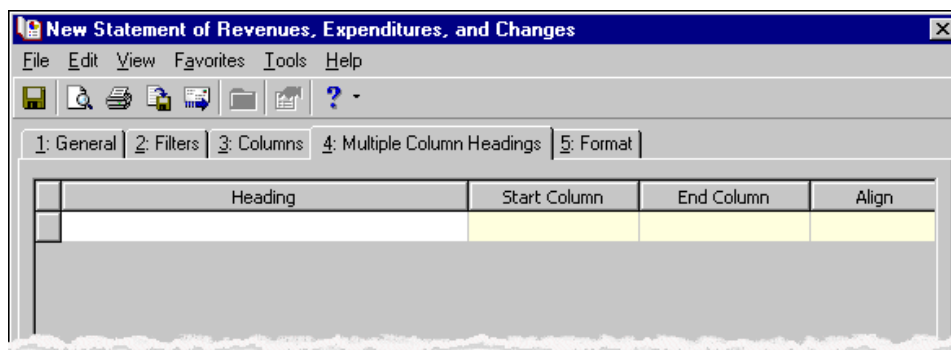 New Statement of Revenues, Expenditures, and Changes
File Edit View Favorites Tools Help
1: General 2: Filters 3: Columns 4: Multiple Column Headings 5: Format
Heading Start Column End Column Align